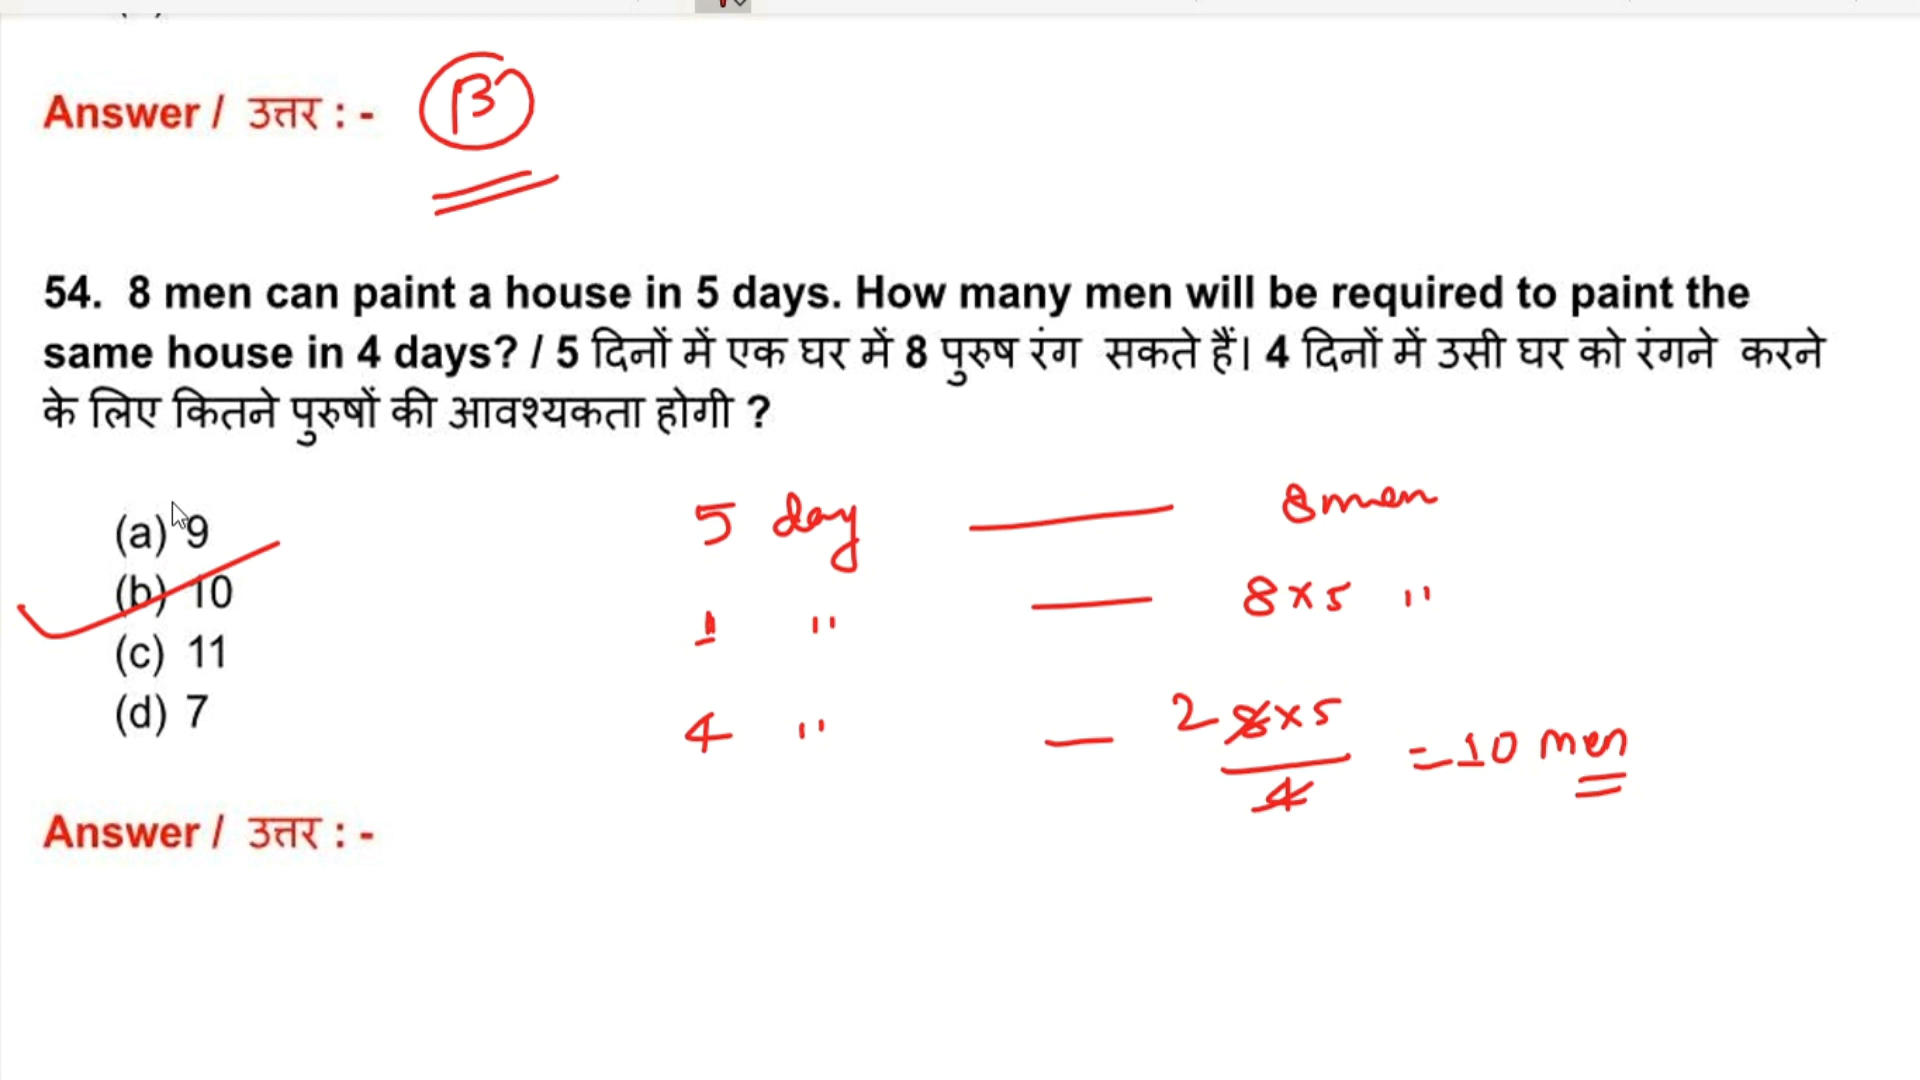 Answer / उत्तर : - B
54. 8 men can paint a house in 5 days. How many men will be required to paint the
same house in 4 days? / 5 दिनों में एक घर में 8 पुरुष रंग सकते हैं। 4 दिनों में उसी घर को रंगने करने
के लिए कितने पुरुषों की आवश्यकता होगी ?
5 day — 8 men
(a) 9
(b) 10
1 " — 8×5 "
(c) 11
(d) 7
4 " — 2 8×5 / 4 = 10 men
Answer / उत्तर : -